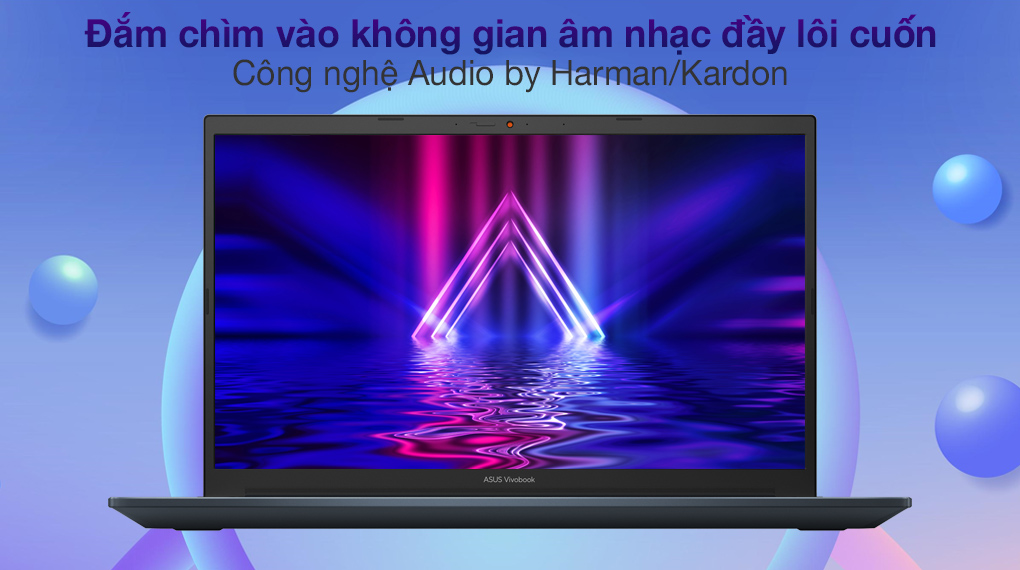 Đắm chìm vào không gian âm nhạc đầy lôi cuốn
Công nghệ Audio by Harman/Kardon
ASUS Vivobook